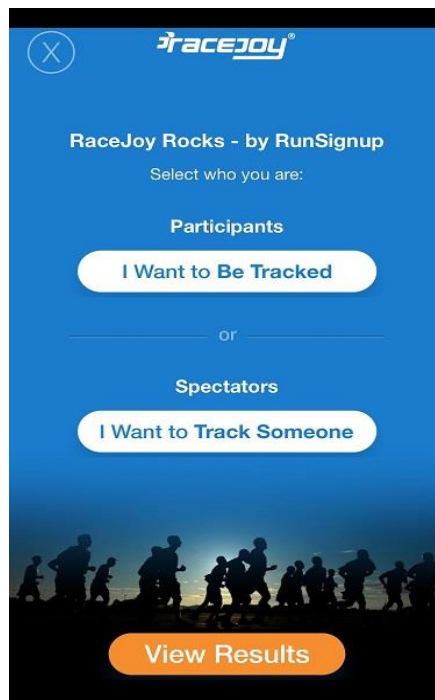 X
racejoy®
RaceJoy Rocks - by RunSignup
Select who you are:
Participants
I Want to Be Tracked
or
Spectators
I Want to Track Someone
View Results